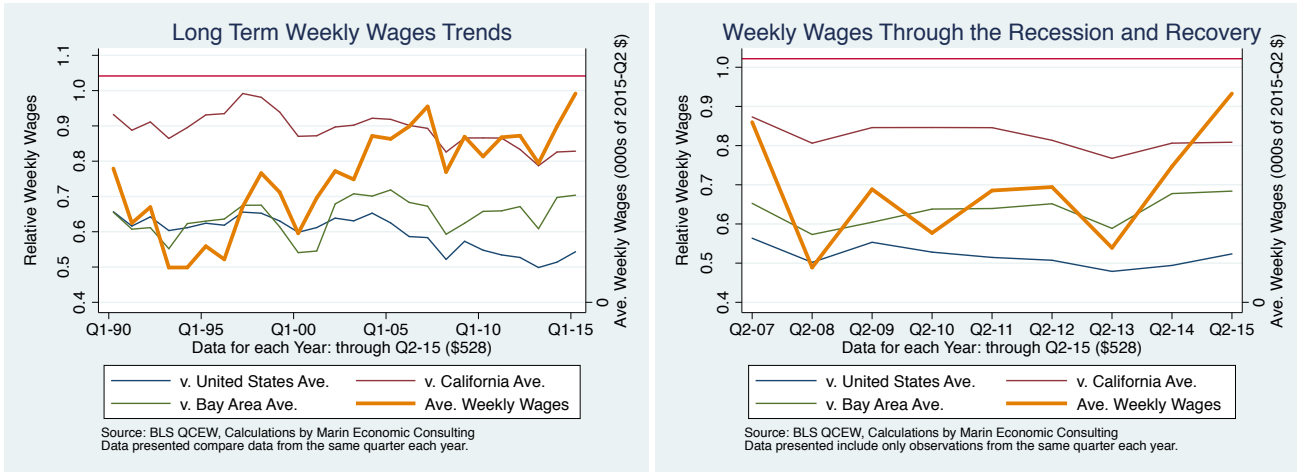 Long Term Weekly Wages Trends
Relative Weekly Wages
1.1
1.0
0.9
0.8
0.7
0.6
0.5
0.4
0
Ave. Weekly Wages (000s of 2015-Q2 $)
Q1-90 Q1-95 Q1-00 Q1-05 Q1-10 Q1-15
Data for each Year: through Q2-15 ($528)
v. United States Ave. v. California Ave.
v. Bay Area Ave. Ave. Weekly Wages
Source: BLS QCEW, Calculations by Marin Economic Consulting
Data presented compare data from the same quarter each year.
Weekly Wages Through the Recession and Recovery
Relative Weekly Wages
1.0
0.9
0.8
0.7
0.6
0.5
0.4
0
Ave. Weekly Wages (000s of 2015-Q2 $)
Q2-07 Q2-08 Q2-09 Q2-10 Q2-11 Q2-12 Q2-13 Q2-14 Q2-15
Data for each Year: through Q2-15 ($528)
v. United States Ave. v. California Ave.
v. Bay Area Ave. Ave. Weekly Wages
Source: BLS QCEW, Calculations by Marin Economic Consulting
Data presented include only observations from the same quarter each year.